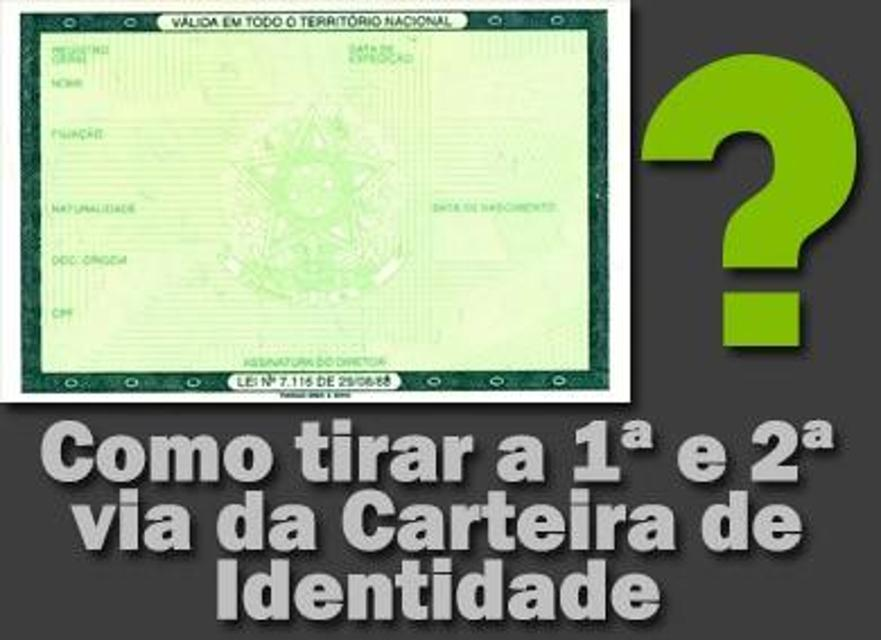 VÁLIDA EM TODO O TERRITÓRIO NACIONAL
REGISTRO GERAL
DATA DE EXPEDIÇÃO
NOME
FILIAÇÃO
NATURALIDADE
DATA DE NASCIMENTO
DOC. ORIGEM
CPF
ASSINATURA DO DIRETOR
LEI Nº 7.116 DE 29/08/83
?
Como tirar a 1ª e 2ª
via da Carteira de
Identidade